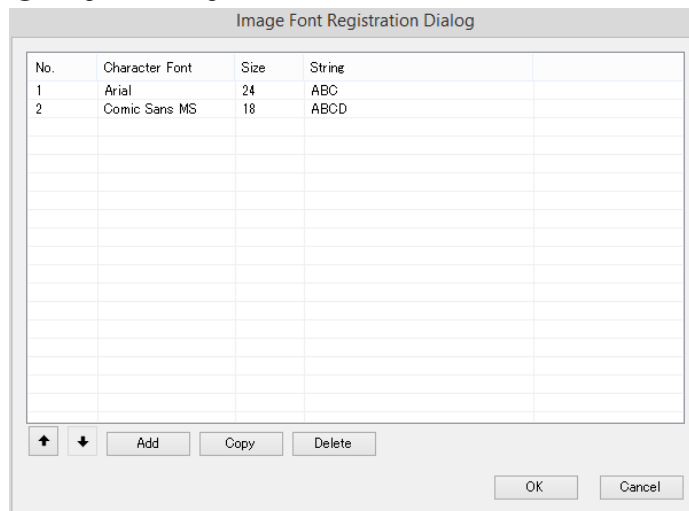 Image Font Registration Dialog
No. Character Font Size String
1 Arial 24 ABC
2 Comic Sans MS 18 ABCD
Add Copy Delete
OK Cancel